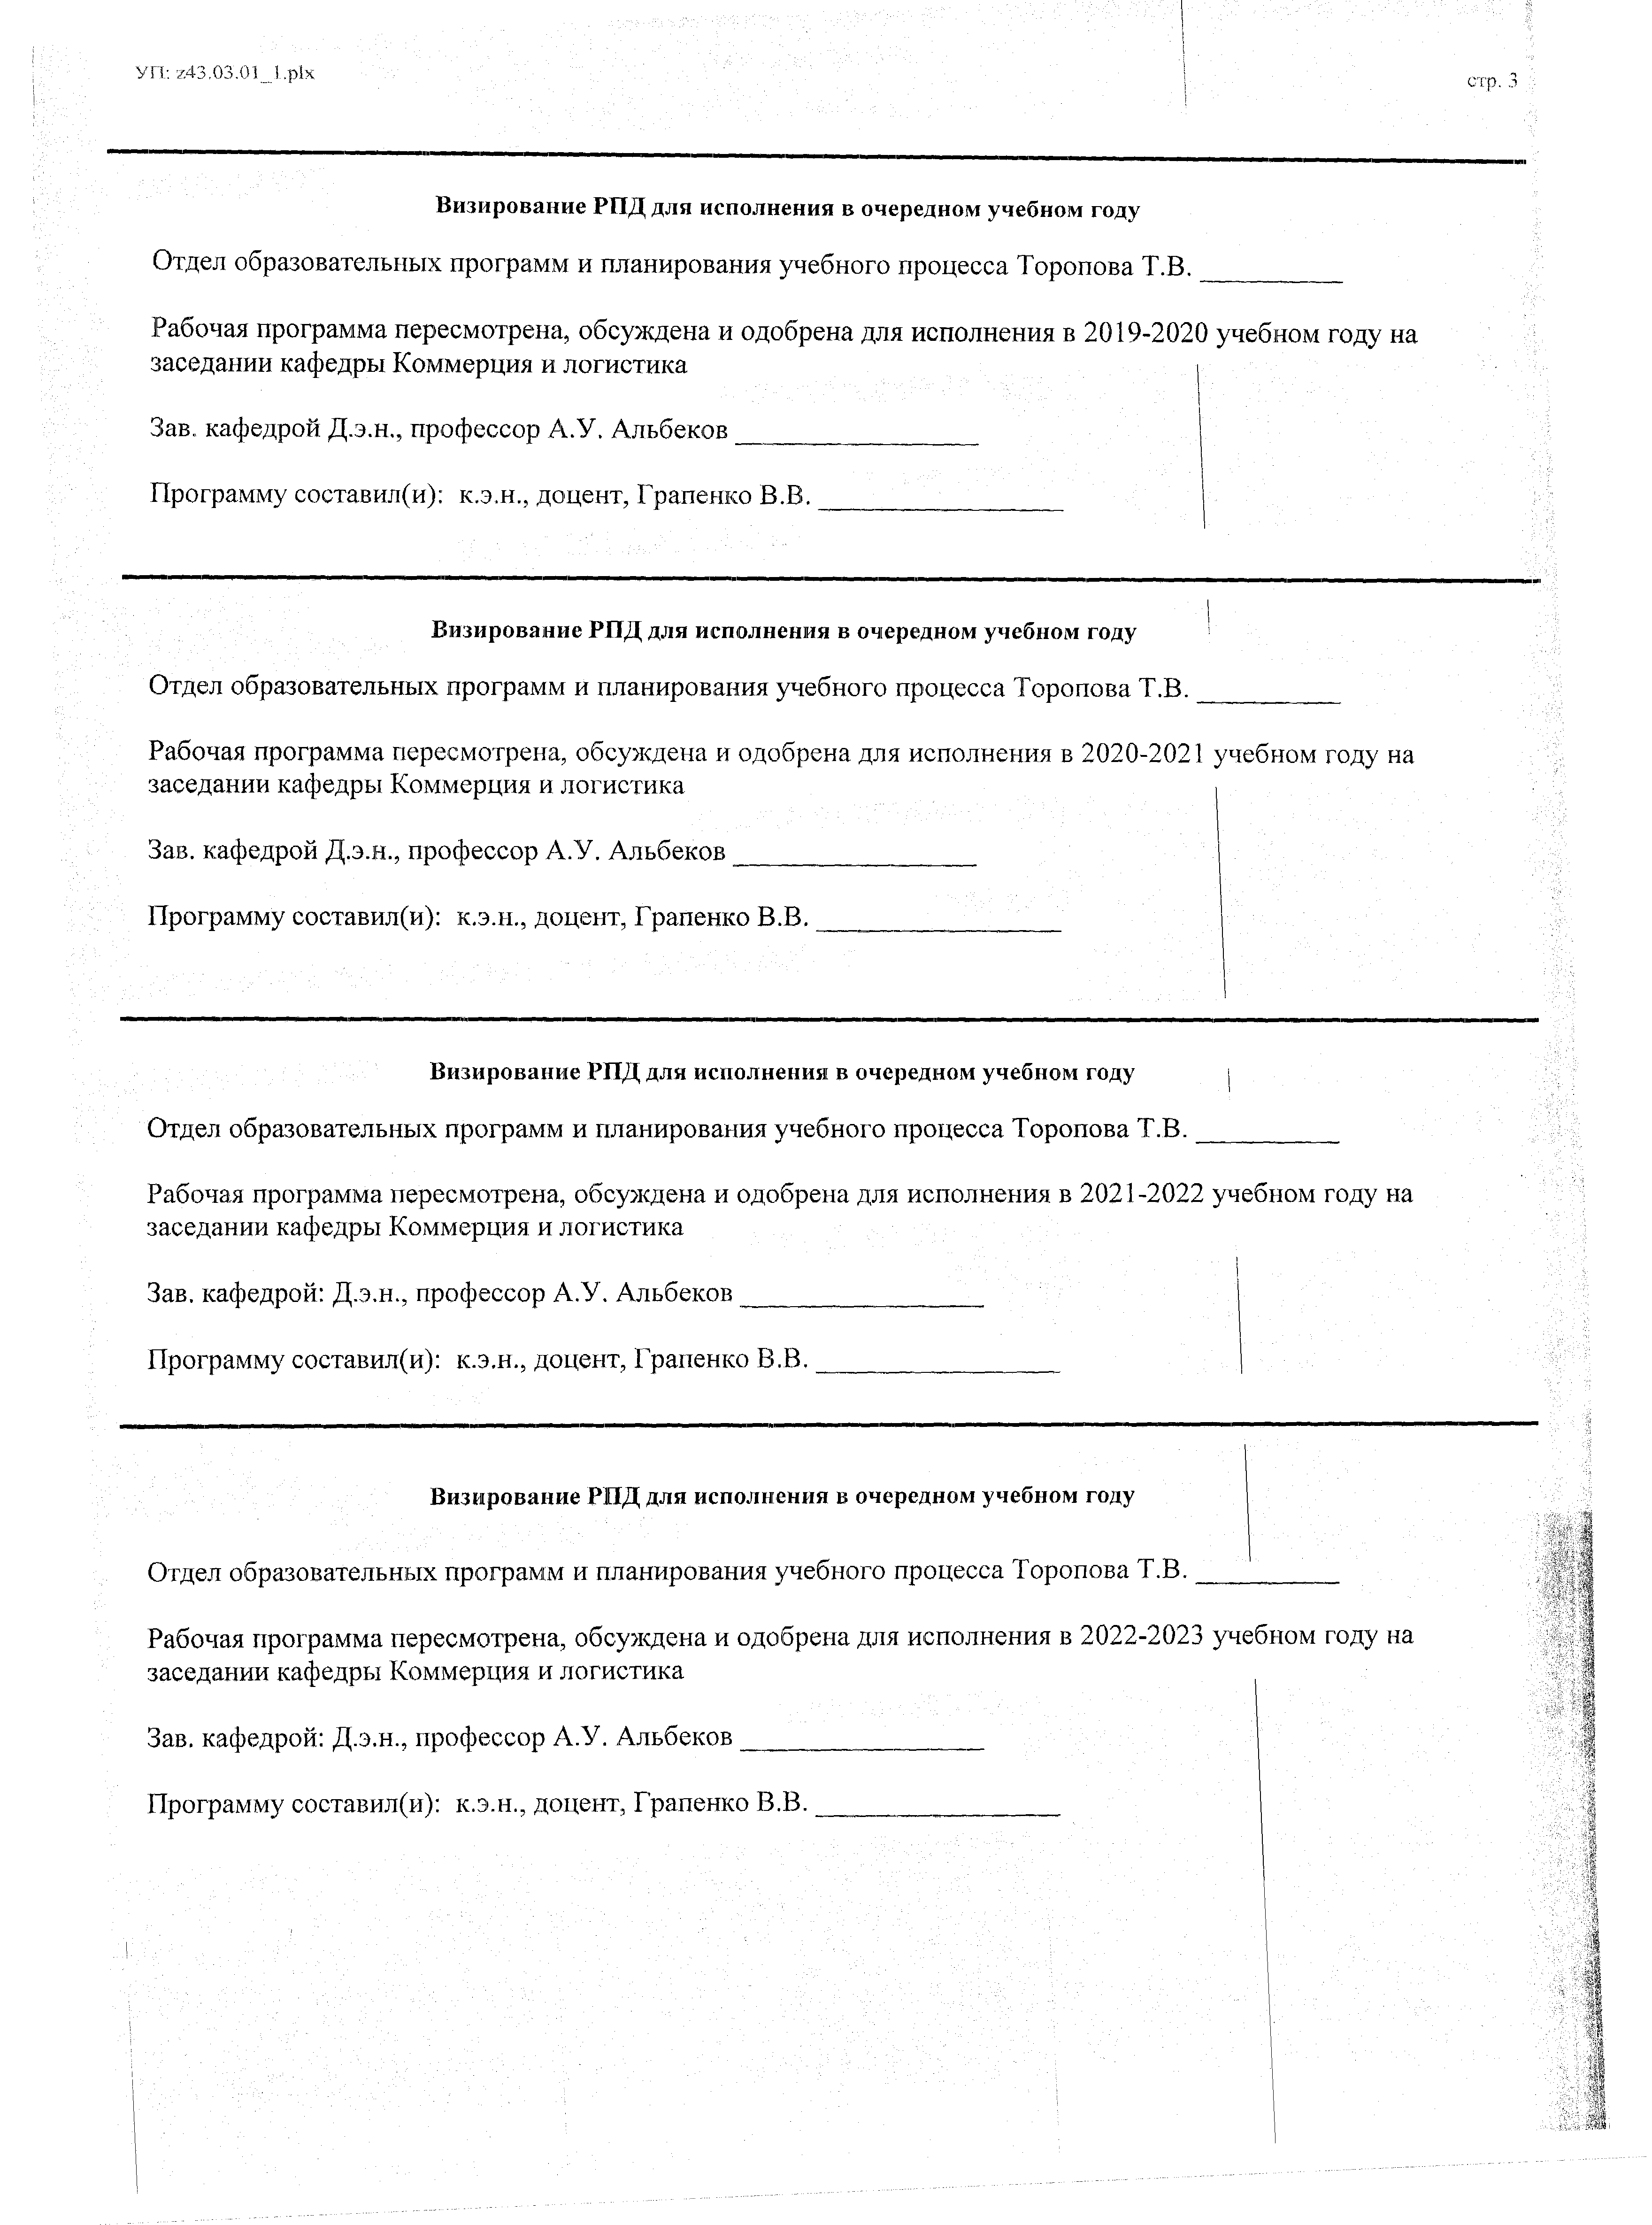 УП: z43.03.01_1.plx
стр. 3
Визирование РПД для исполнения в очередном учебном году
Отдел образовательных программ и планирования учебного процесса Торопова Т.В. __________
Рабочая программа пересмотрена, обсуждена и одобрена для исполнения в 2019-2020 учебном году на
заседании кафедры Коммерция и логистика
Зав. кафедрой Д.э.н., профессор А.У. Альбеков _________________
Программу составил(и): к.э.н., доцент, Грапенко В.В. _________________
Визирование РПД для исполнения в очередном учебном году
Отдел образовательных программ и планирования учебного процесса Торопова Т.В. __________
Рабочая программа пересмотрена, обсуждена и одобрена для исполнения в 2020-2021 учебном году на
заседании кафедры Коммерция и логистика
Зав. кафедрой Д.э.н., профессор А.У. Альбеков _________________
Программу составил(и): к.э.н., доцент, Грапенко В.В. _________________
Визирование РПД для исполнения в очередном учебном году
Отдел образовательных программ и планирования учебного процесса Торопова Т.В. __________
Рабочая программа пересмотрена, обсуждена и одобрена для исполнения в 2021-2022 учебном году на
заседании кафедры Коммерция и логистика
Зав. кафедрой: Д.э.н., профессор А.У. Альбеков _________________
Программу составил(и): к.э.н., доцент, Грапенко В.В. _________________
Визирование РПД для исполнения в очередном учебном году
Отдел образовательных программ и планирования учебного процесса Торопова Т.В. __________
Рабочая программа пересмотрена, обсуждена и одобрена для исполнения в 2022-2023 учебном году на
заседании кафедры Коммерция и логистика
Зав. кафедрой: Д.э.н., профессор А.У. Альбеков _________________
Программу составил(и): к.э.н., доцент, Грапенко В.В. _________________